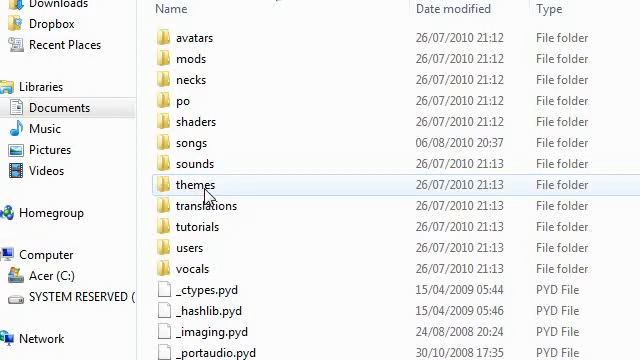 Downloads
Dropbox
Recent Places
Libraries
Documents
Music
Pictures
Videos
Homegroup
Computer
Acer (C:)
SYSTEM RESERVED (
Network
Name Date modified Type
avatars 26/07/2010 21:12 File folder
mods 26/07/2010 21:12 File folder
necks 26/07/2010 21:12 File folder
po 26/07/2010 21:12 File folder
shaders 26/07/2010 21:12 File folder
songs 06/08/2010 20:37 File folder
sounds 26/07/2010 21:13 File folder
themes 26/07/2010 21:13 File folder
translations 26/07/2010 21:13 File folder
tutorials 26/07/2010 21:13 File folder
users 26/07/2010 21:13 File folder
vocals 26/07/2010 21:13 File folder
_ctypes.pyd 15/04/2009 05:44 PYD File
_hashlib.pyd 15/04/2009 05:46 PYD File
_imaging.pyd 24/08/2008 20:24 PYD File
_portaudio.pyd 30/10/2008 17:35 PYD File